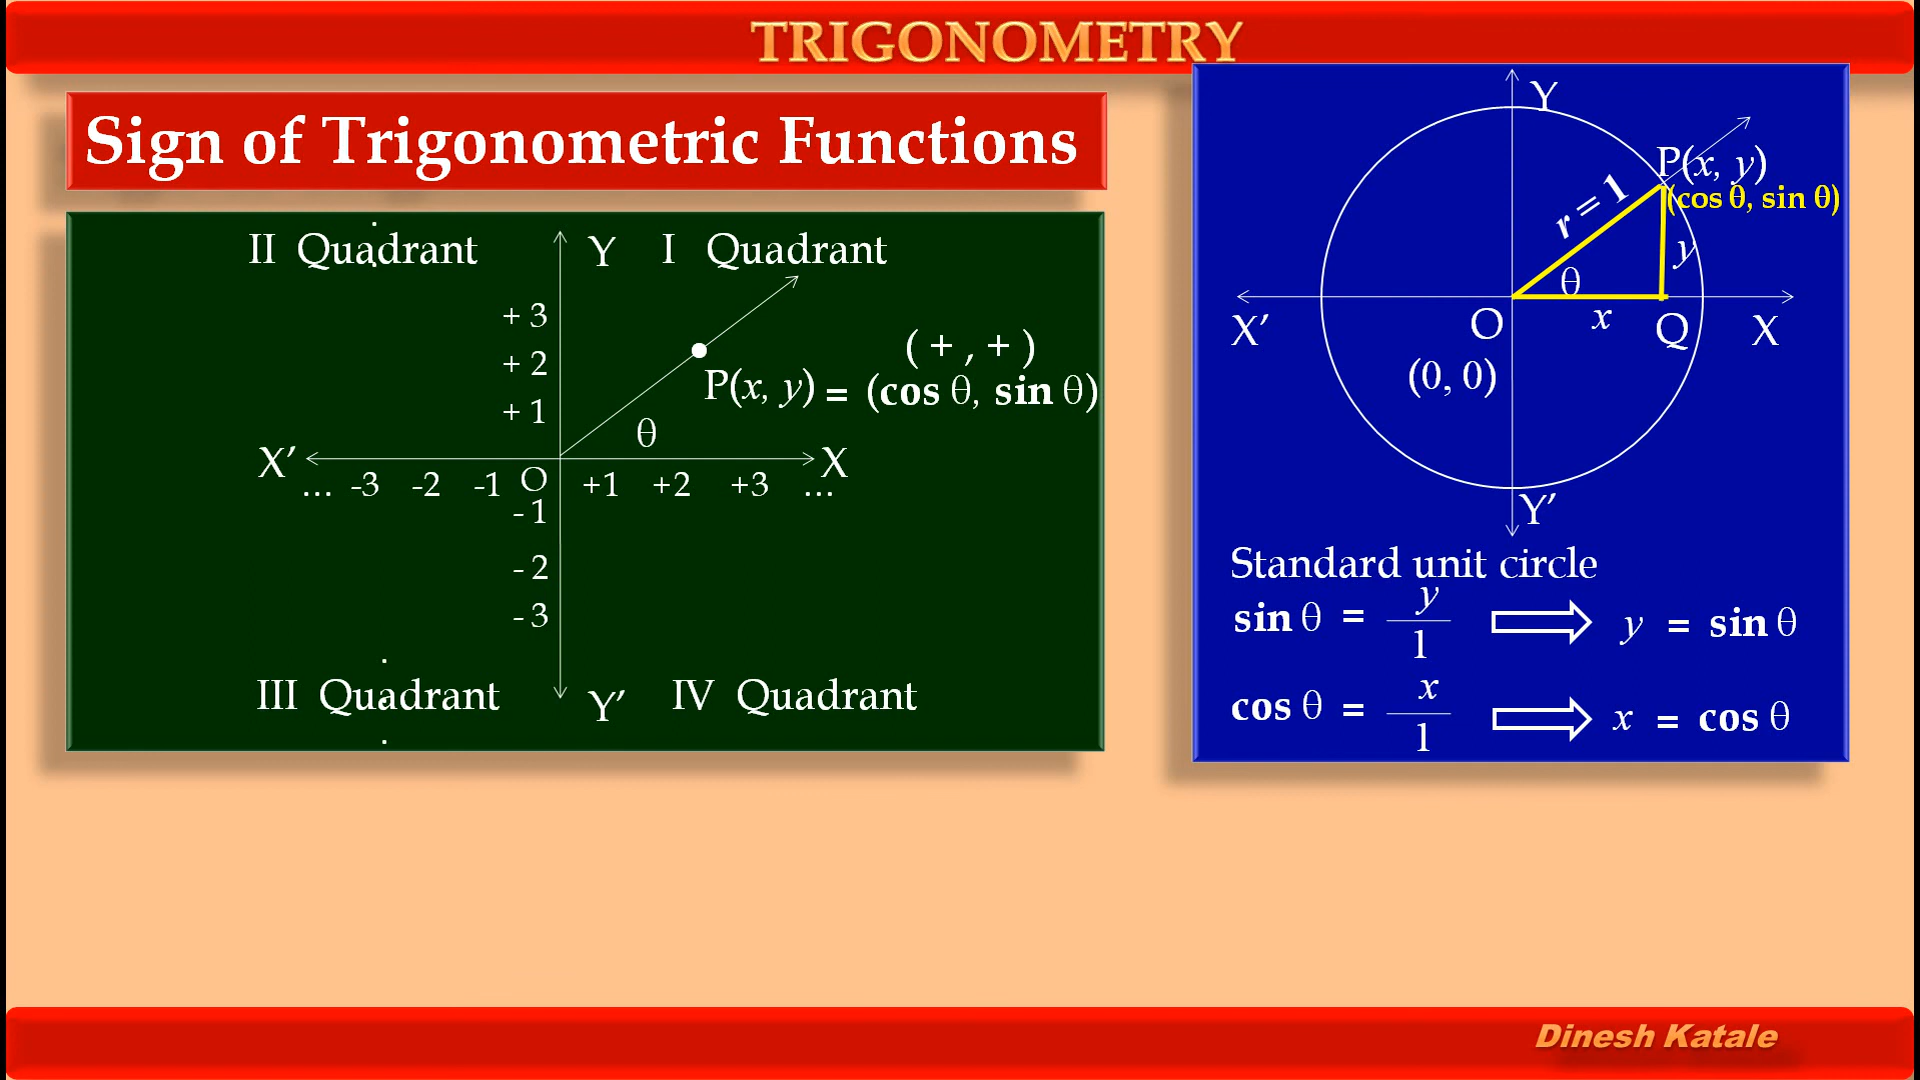 TRIGONOMETRY
Sign of Trigonometric Functions
II Quadrant
Y
I Quadrant
+ 3
+ 2
+ 1
( + , + )
P(x, y) = (cos θ, sin θ)
θ
X′
X
... -3 -2 -1 O +1 +2 +3 ...
- 1
- 2
- 3
III Quadrant
Y′
IV Quadrant
Y
P(x, y)
(cos θ, sin θ)
r = 1
y
θ
X′
O
x
Q
X
(0, 0)
Y′
Standard unit circle
sin θ = y/1 ⇒ y = sin θ
cos θ = x/1 ⇒ x = cos θ
Dinesh Katale